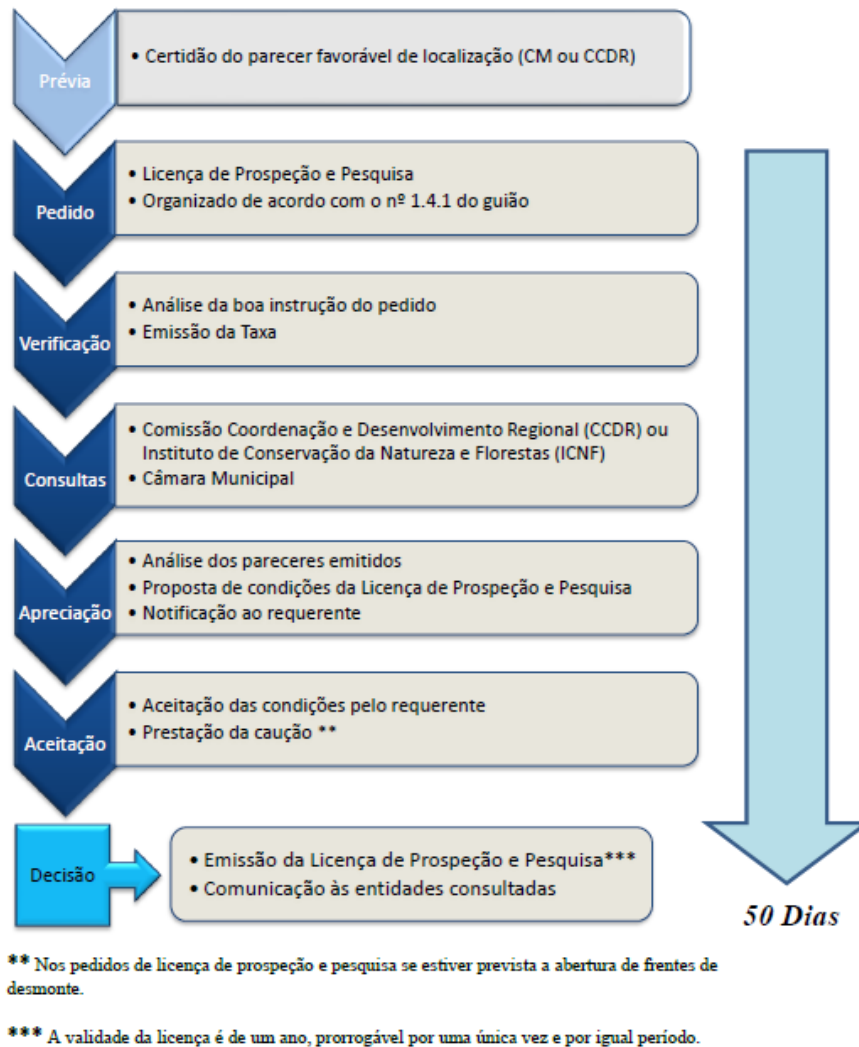 Prévia
• Certidão do parecer favorável de localização (CM ou CCDR)
Pedido
• Licença de Prospeção e Pesquisa
• Organizado de acordo com o nº 1.4.1 do guião
Verificação
• Análise da boa instrução do pedido
• Emissão da Taxa
Consultas
• Comissão Coordenação e Desenvolvimento Regional (CCDR) ou
Instituto de Conservação da Natureza e Florestas (ICNF)
• Câmara Municipal
Apreciação
• Análise dos pareceres emitidos
• Proposta de condições da Licença de Prospeção e Pesquisa
• Notificação ao requerente
Aceitação
• Aceitação das condições pelo requerente
• Prestação da caução **
Decisão
• Emissão da Licença de Prospeção e Pesquisa***
• Comunicação às entidades consultadas
50 Dias
** Nos pedidos de licença de prospeção e pesquisa se estiver prevista a abertura de frentes de
desmonte.
*** A validade da licença é de um ano, prorrogável por uma única vez e por igual período.